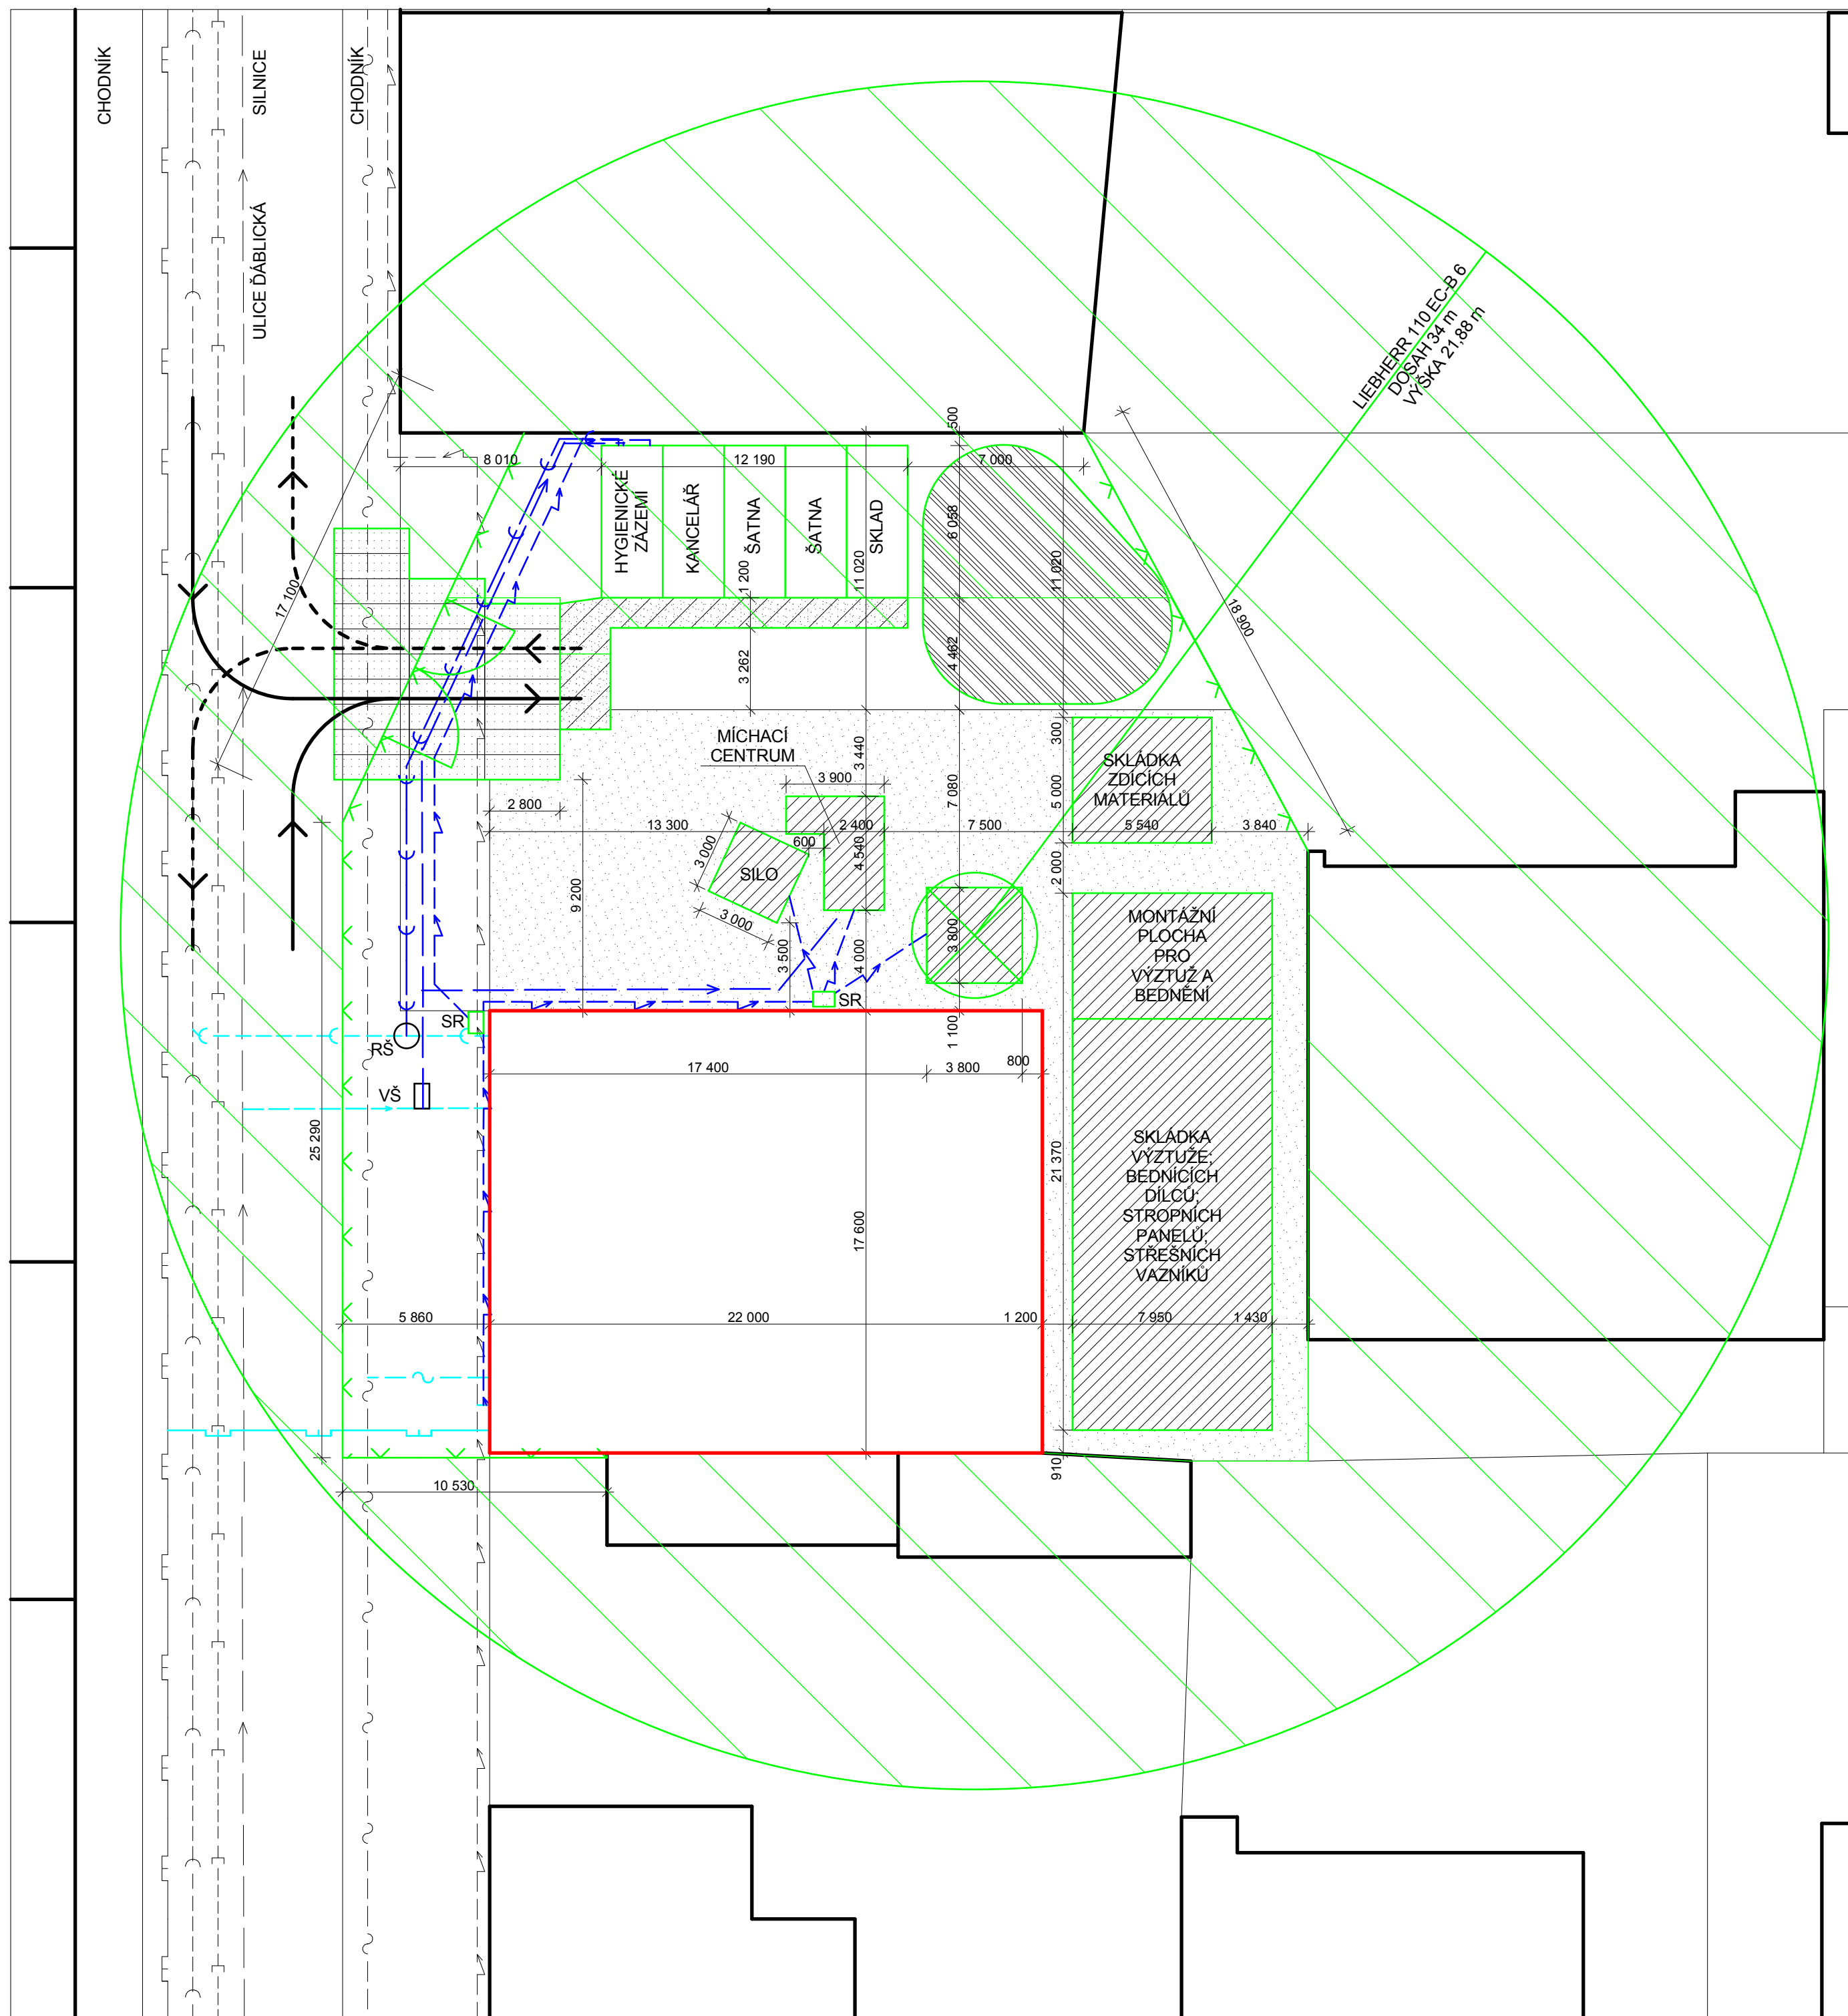 CHODNÍK
SILNICE
CHODNÍK
ULICE ĎÁBLICKÁ
LIEBHERR 110 EC-B 6
DOSAH 34 m
VÝŠKA 21,88 m
500
8 010
12 190
7 000
HYGIENICKÉ
ZÁZEMÍ
KANCELÁŘ
ŠATNA
ŠATNA
SKLAD
6 058
1 200
11 020
11 020
17 100
18 900
4 462
3 262
MÍCHACÍ
CENTRUM
3 440
300
SKLÁDKA
ZDÍCÍCH
MATERIÁLŮ
3 900
7 080
5 000
2 800
13 300
2 400
7 500
5 540
3 840
600
3 000
4 540
SILO
2 000
9 200
3 000
3 500
4 000
3 800
MONTÁŽNÍ
PLOCHA
PRO
VÝZTUŽ A
BEDNĚNÍ
SR
SR
RŠ
1 100
17 400
3 800
800
VŠ
25 290
21 370
SKLÁDKA
VÝZTUŽE;
BEDNÍCÍCH
DÍLCŮ;
STROPNÍCH
PANELŮ;
STŘEŠNÍCH
VAZNÍKŮ
17 600
5 860
22 000
1 200
7 950
1 430
910
10 530